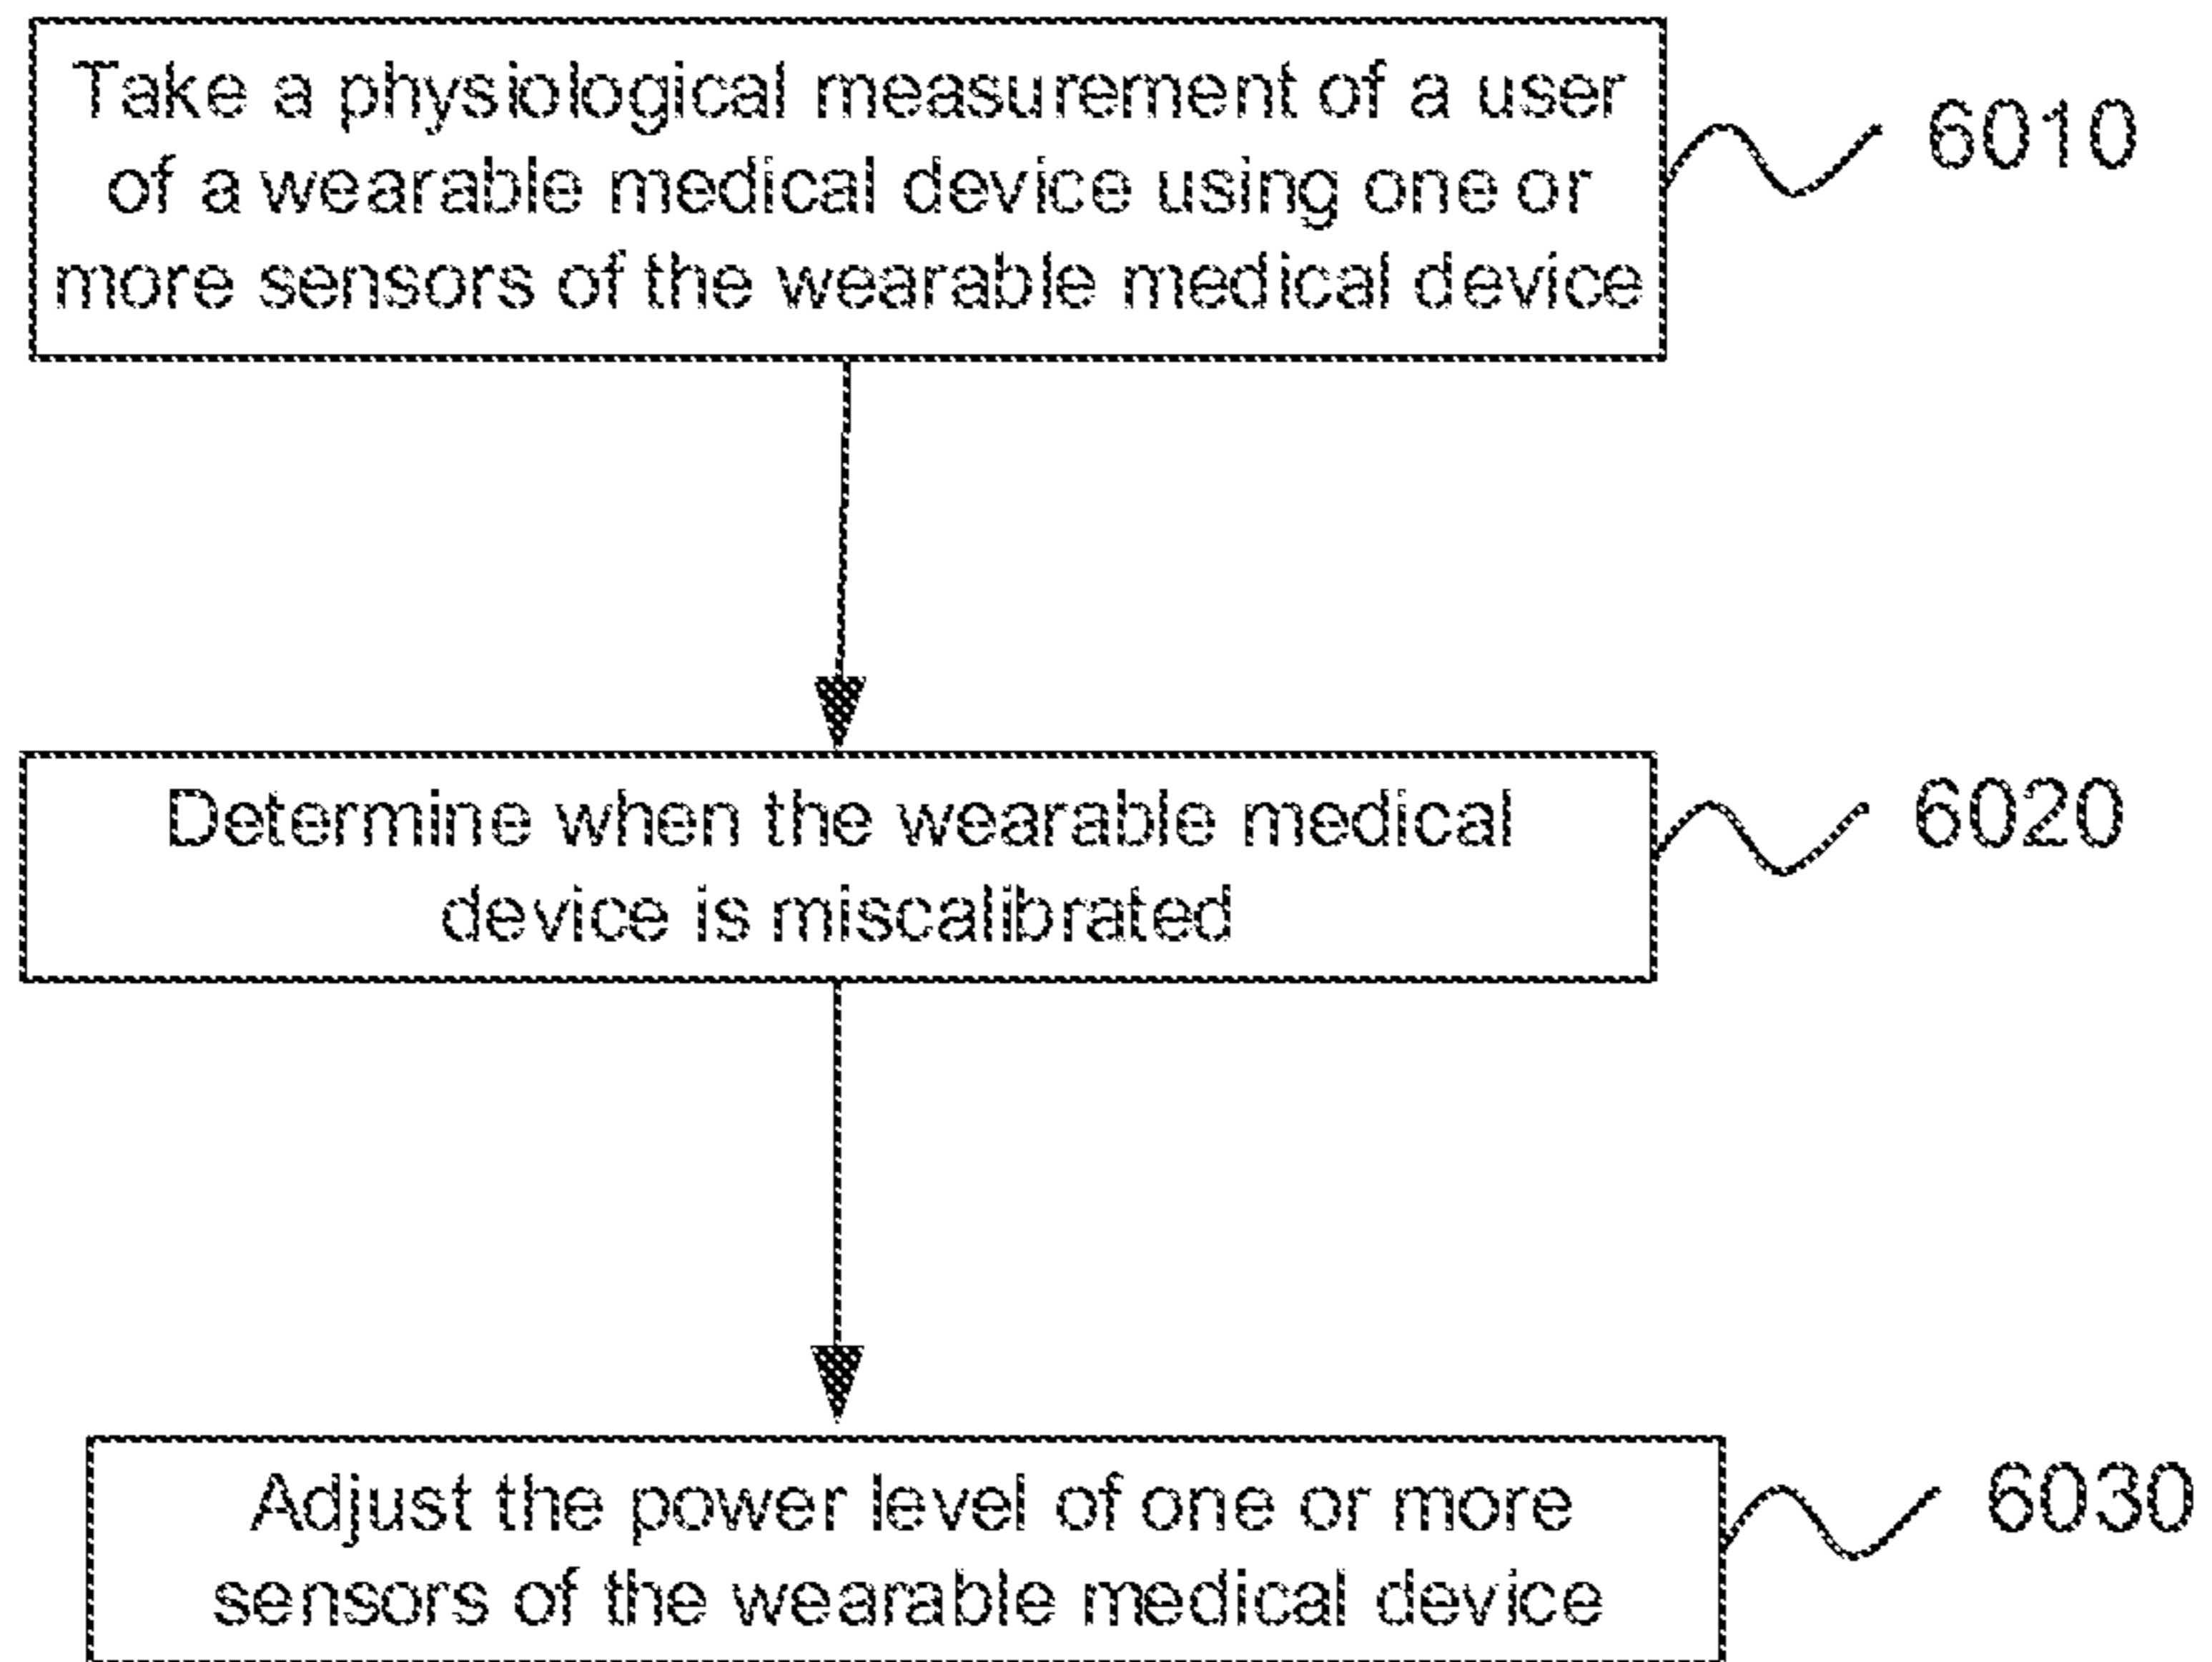 Take a physiological measurement of a user
of a wearable medical device using one or
more sensors of the wearable medical device
6010
Determine when the wearable medical
device is miscalibrated
6020
Adjust the power level of one or more
sensors of the wearable medical device
6030